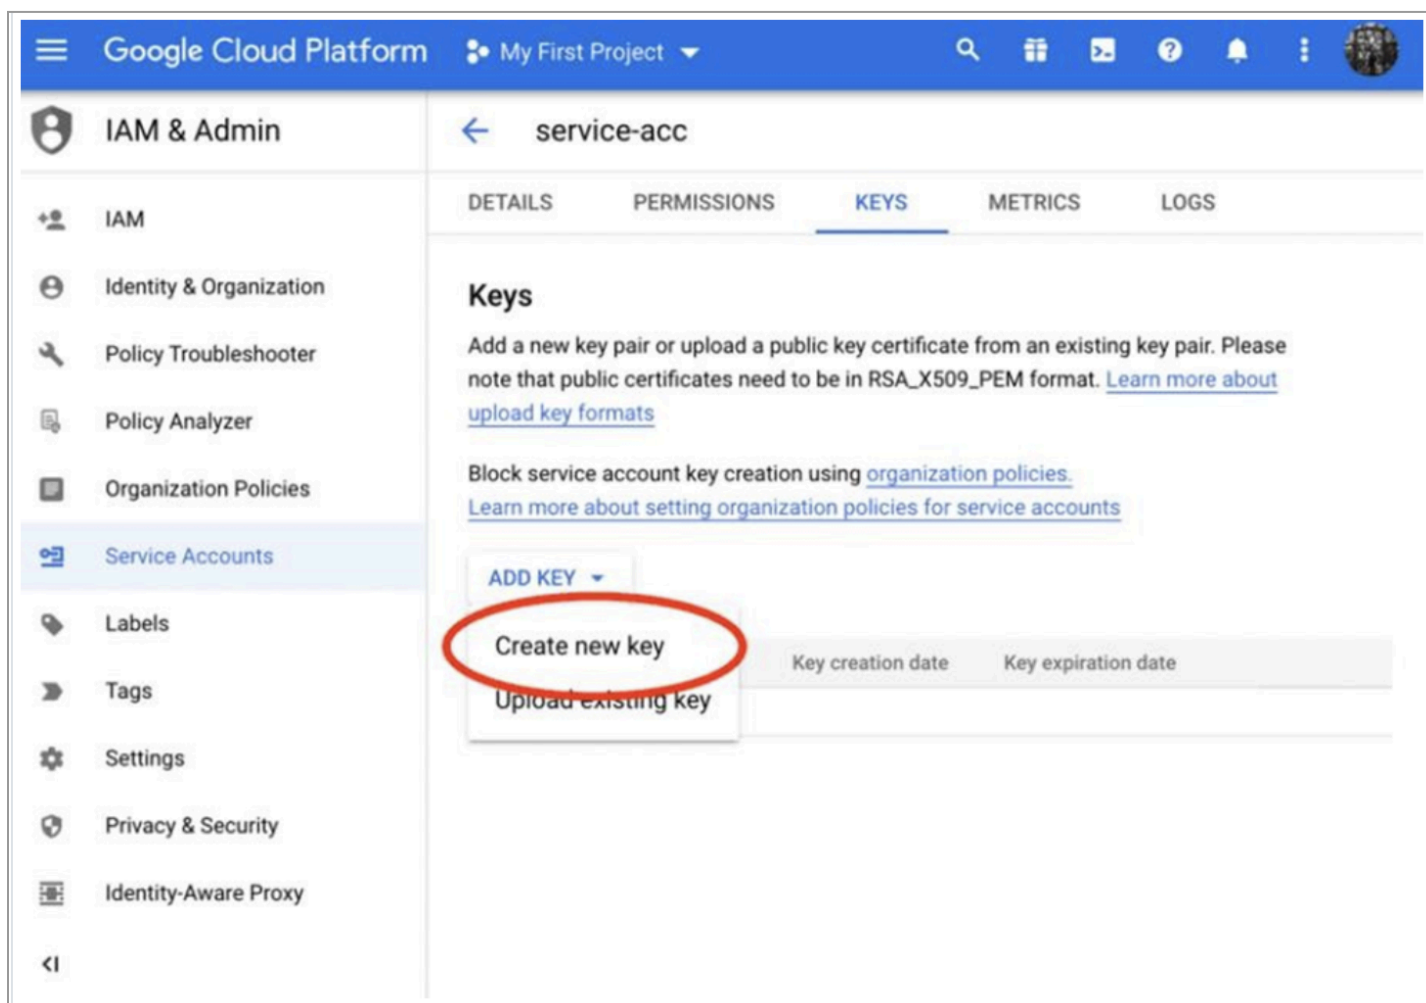 Google Cloud Platform
My First Project
IAM & Admin
service-acc
IAM
Identity & Organization
Policy Troubleshooter
Policy Analyzer
Organization Policies
Service Accounts
Labels
Tags
Settings
Privacy & Security
Identity-Aware Proxy
DETAILS PERMISSIONS KEYS METRICS LOGS
Keys
Add a new key pair or upload a public key certificate from an existing key pair. Please
note that public certificates need to be in RSA_X509_PEM format. Learn more about
upload key formats
Block service account key creation using organization policies.
Learn more about setting organization policies for service accounts
ADD KEY
Create new key
Upload existing key
Key creation date Key expiration date